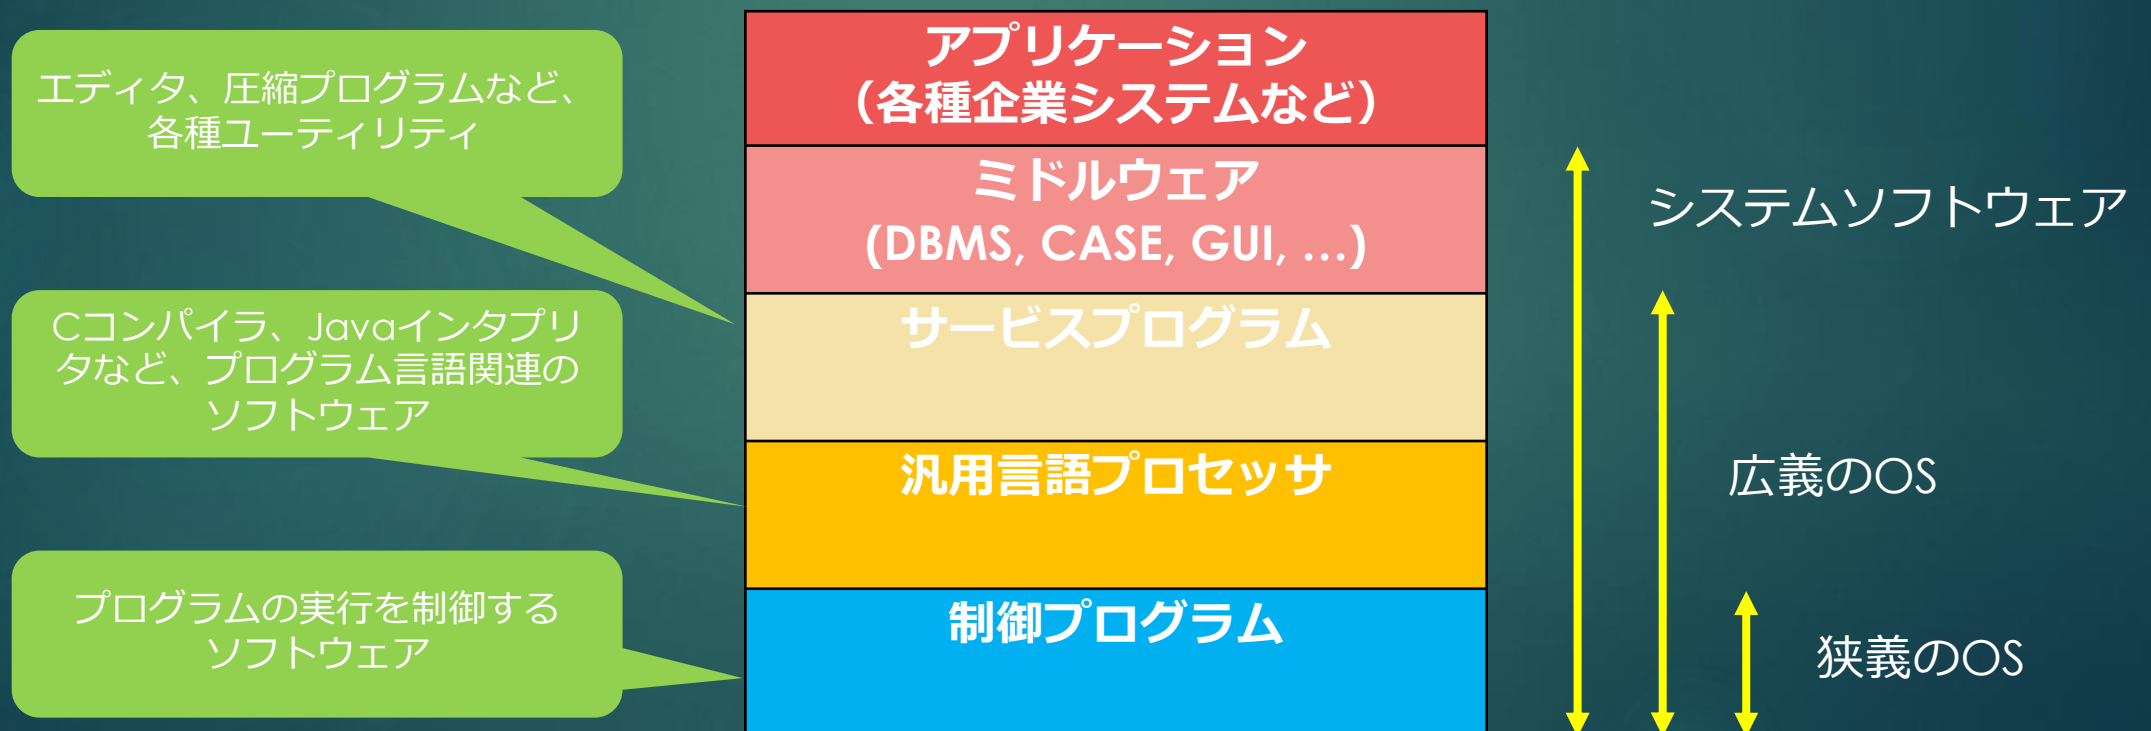 アプリケーション
（各種企業システムなど）
エディタ、圧縮プログラムなど、
各種ユーティリティ
ミドルウェア
(DBMS, CASE, GUI, …)
システムソフトウェア
サービスプログラム
Cコンパイラ、Javaインタプリ
タなど、プログラム言語関連の
ソフトウェア
汎用言語プロセッサ
広義のOS
プログラムの実行を制御する
ソフトウェア
制御プログラム
狭義のOS